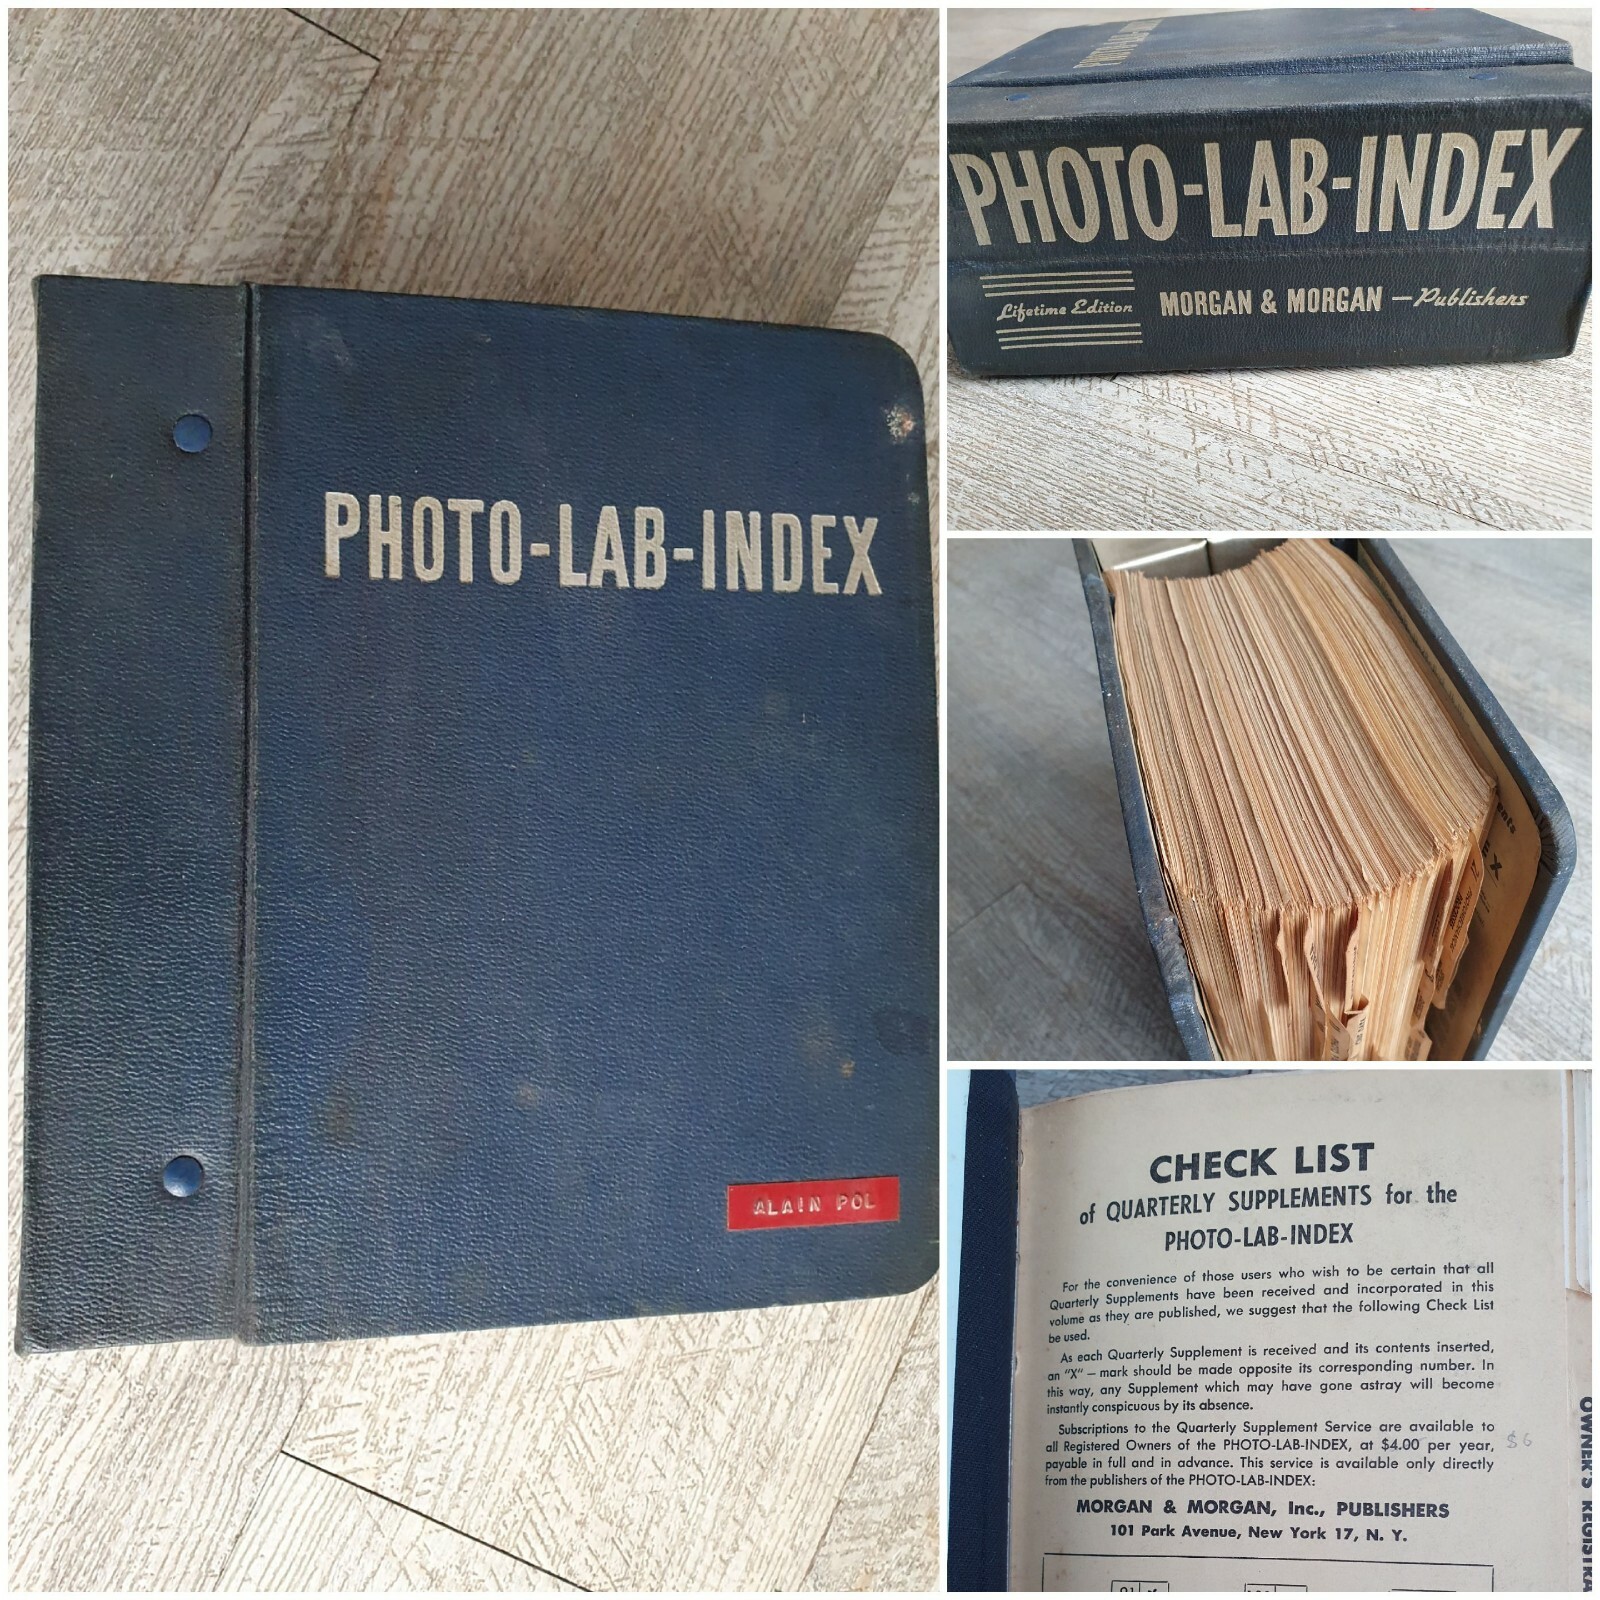 PHOTO-LAB-INDEX
ALAIN POL
PHOTO-LAB-INDEX
Lifetime Edition
MORGAN & MORGAN — Publishers
CHECK LIST
of QUARTERLY SUPPLEMENTS for the
PHOTO-LAB-INDEX
For the convenience of those users who wish to be certain that all
Quarterly Supplements have been received and incorporated in this
volume as they are published, we suggest that the following Check List
be used.
As each Quarterly Supplement is received and its contents inserted,
an "X" — mark should be made opposite its corresponding number. In
this way, any Supplement which may have gone astray will become
instantly conspicuous by its absence.
Subscriptions to the Quarterly Supplement Service are available to
all Registered Owners of the PHOTO-LAB-INDEX, at $4.00 per year, $6
payable in full and in advance. This service is available only directly
from the publishers of the PHOTO-LAB-INDEX:
MORGAN & MORGAN, Inc., PUBLISHERS
101 Park Avenue, New York 17, N. Y.
OWNER'S